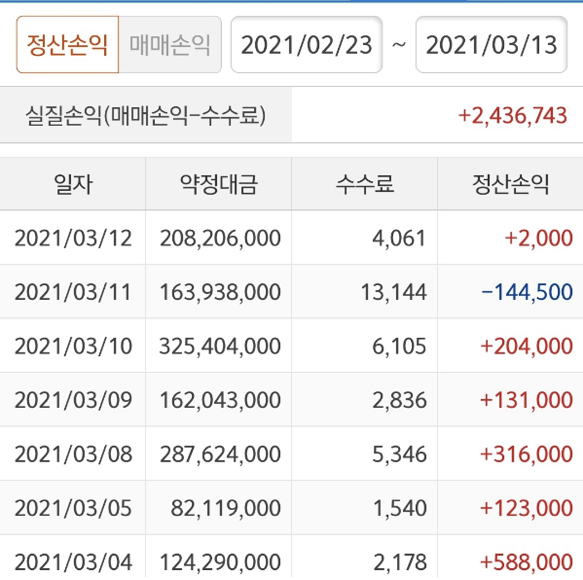 정산손익 매매손익 2021/02/23 ~ 2021/03/13
실질손익(매매손익-수수료) +2,436,743
일자 약정대금 수수료 정산손익
2021/03/12 208,206,000 4,061 +2,000
2021/03/11 163,938,000 13,144 -144,500
2021/03/10 325,404,000 6,105 +204,000
2021/03/09 162,043,000 2,836 +131,000
2021/03/08 287,624,000 5,346 +316,000
2021/03/05 82,119,000 1,540 +123,000
2021/03/04 124,290,000 2,178 +588,000